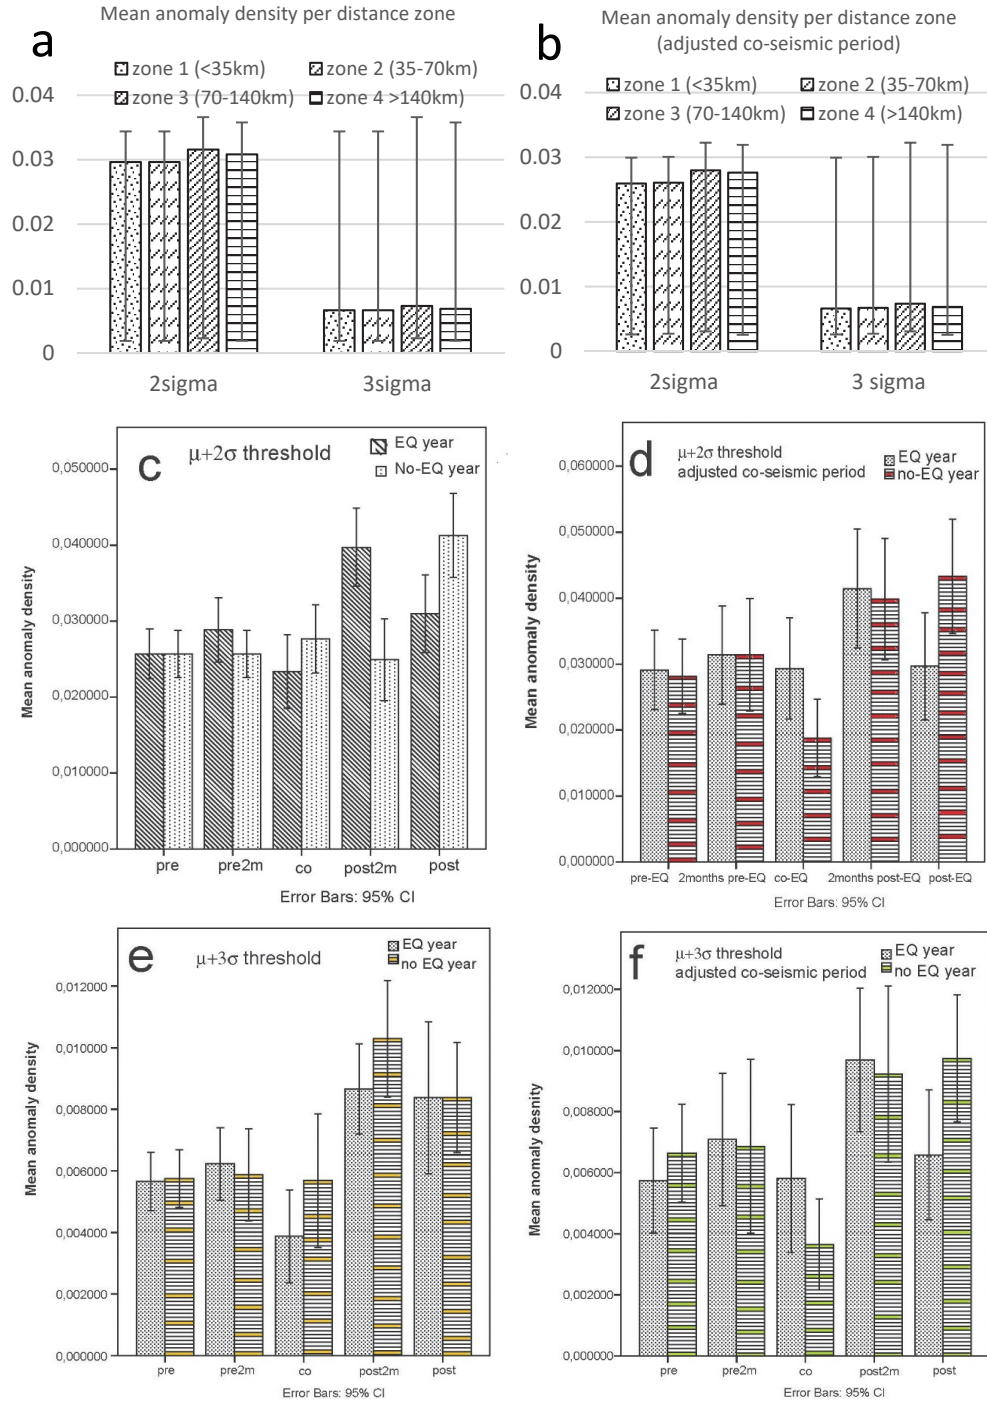 Mean anomaly density per distance zone
a
zone 1 (<35km)
zone 2 (35-70km)
zone 3 (70-140km)
zone 4 >140km)
0.04
0.03
0.02
0.01
0
2sigma
3sigma
Mean anomaly density per distance zone
(adjusted co-seismic period)
b
zone 1 (<35km)
zone 2 (35-70km)
zone 3 (70-140km)
zone 4 (>140km)
0.04
0.03
0.02
0.01
0
2sigma
3 sigma
c
μ+2σ threshold
EQ year
No-EQ year
Mean anomaly density
0,050000
0,040000
0,030000
0,020000
0,010000
0,000000
pre
pre2m
co
post2m
post
Error Bars: 95% CI
d
μ+2σ threshold
adjusted co-seismic period
EQ year
no-EQ year
Mean anomaly density
0,060000
0,050000
0,040000
0,030000
0,020000
0,010000
0,000000
pre-EQ
2months pre-EQ
co-EQ
2months post-EQ
post-EQ
Error Bars: 95% CI
e
μ+3σ threshold
EQ year
no EQ year
Mean anomaly density
0,012000
0,010000
0,008000
0,006000
0,004000
0,002000
0,000000
pre
pre2m
co
post2m
post
Error Bars: 95% CI
f
μ+3σ threshold
adjusted co-seismic period
EQ year
no EQ year
Mean anomaly desnity
0,012000
0,010000
0,008000
0,006000
0,004000
0,002000
0,000000
pre
pre2m
co
post2m
post
Error Bars: 95% CI